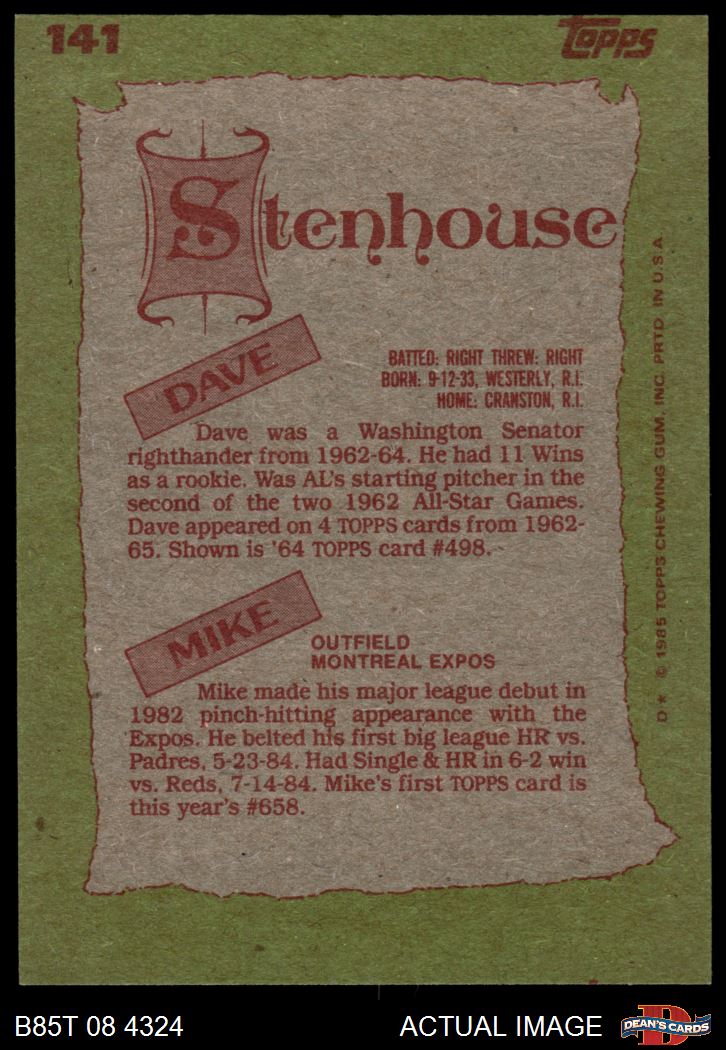 141
Topps
Stenhouse
DAVE
BATTED: RIGHT THREW: RIGHT
BORN: 9-12-33, WESTERLY, R.I.
HOME: CRANSTON, R.I.
Dave was a Washington Senator
righthander from 1962-64. He had 11 Wins
as a rookie. Was AL's starting pitcher in the
second of the two 1962 All-Star Games.
Dave appeared on 4 TOPPS cards from 1962-
65. Shown is '64 TOPPS card #498.
MIKE
OUTFIELD
MONTREAL EXPOS
Mike made his major league debut in
1982 pinch-hitting appearance with the
Expos. He belted his first big league HR vs.
Padres, 5-23-84. Had Single & HR in 6-2 win
vs. Reds, 7-14-84. Mike's first TOPPS card is
this year's #658.
D* © 1985 TOPPS CHEWING GUM, INC. PRTD. IN U.S.A.
B85T 08 4324
ACTUAL IMAGE
D
DEAN'S CARDS